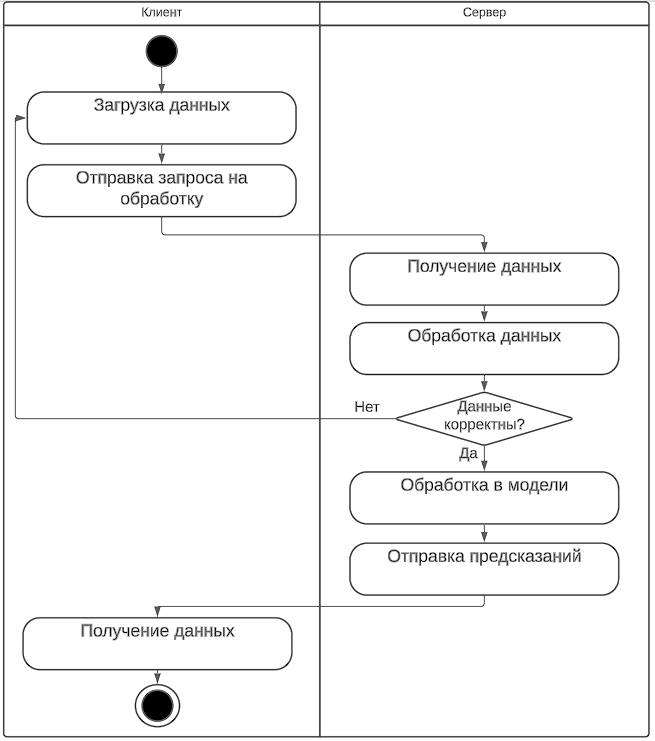 Клиент
Сервер
Загрузка данных
Отправка запроса на
обработку
Получение данных
Обработка данных
Данные
корректны?
Нет
Да
Обработка в модели
Отправка предсказаний
Получение данных